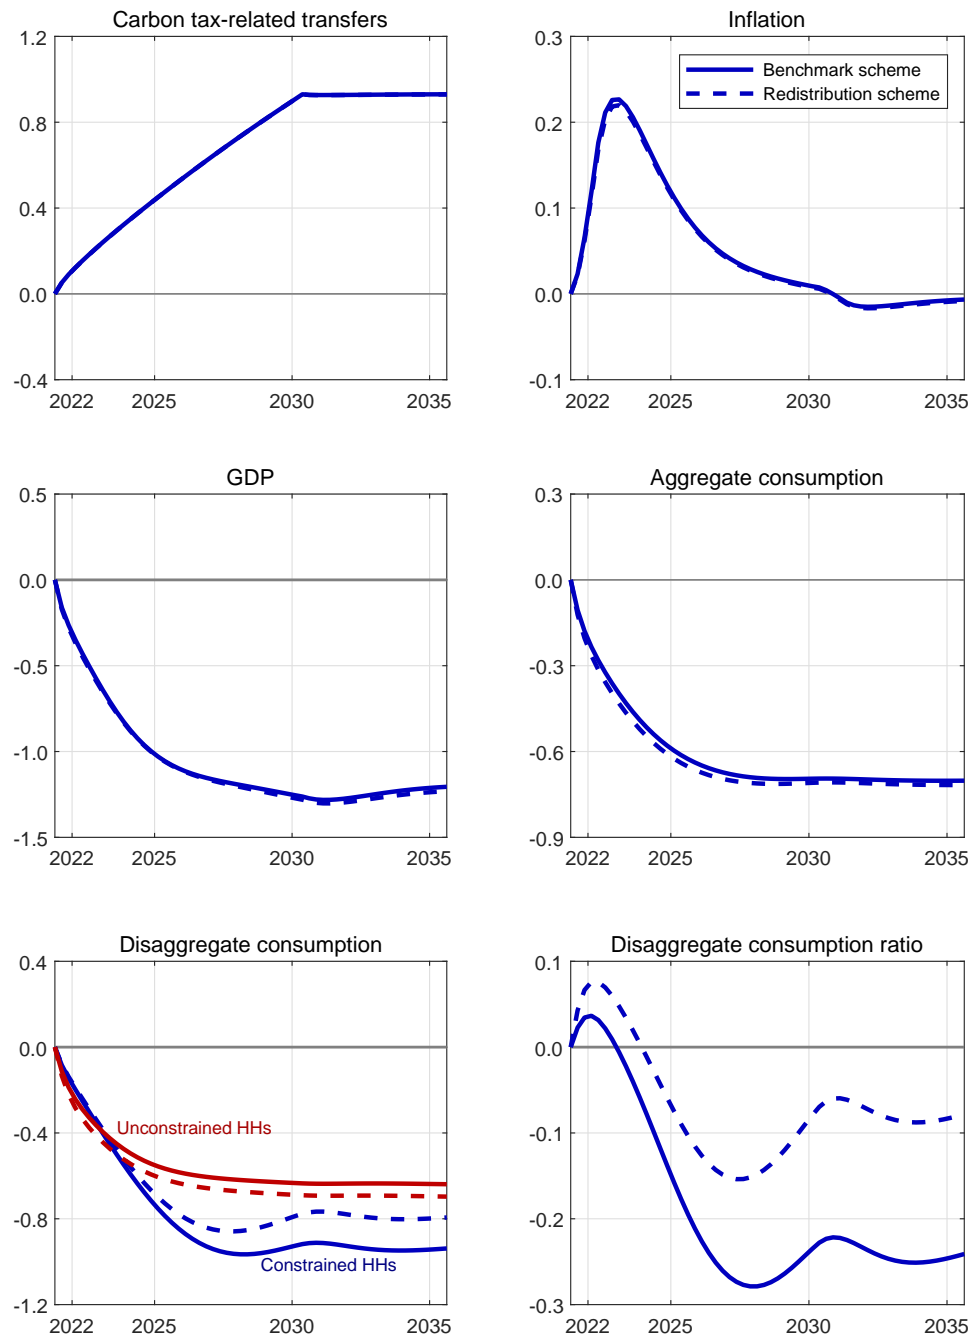 Carbon tax-related transfers
1.2
0.8
0.4
0.0
-0.4
2022 2025 2030 2035
Inflation
0.3
0.2
0.1
0.0
-0.1
2022 2025 2030 2035
Benchmark scheme
Redistribution scheme
GDP
0.5
0.0
-0.5
-1.0
-1.5
2022 2025 2030 2035
Aggregate consumption
0.3
0.0
-0.3
-0.6
-0.9
2022 2025 2030 2035
Disaggregate consumption
0.4
0.0
-0.4
-0.8
-1.2
2022 2025 2030 2035
Unconstrained HHs
Constrained HHs
Disaggregate consumption ratio
0.1
0.0
-0.1
-0.2
-0.3
2022 2025 2030 2035